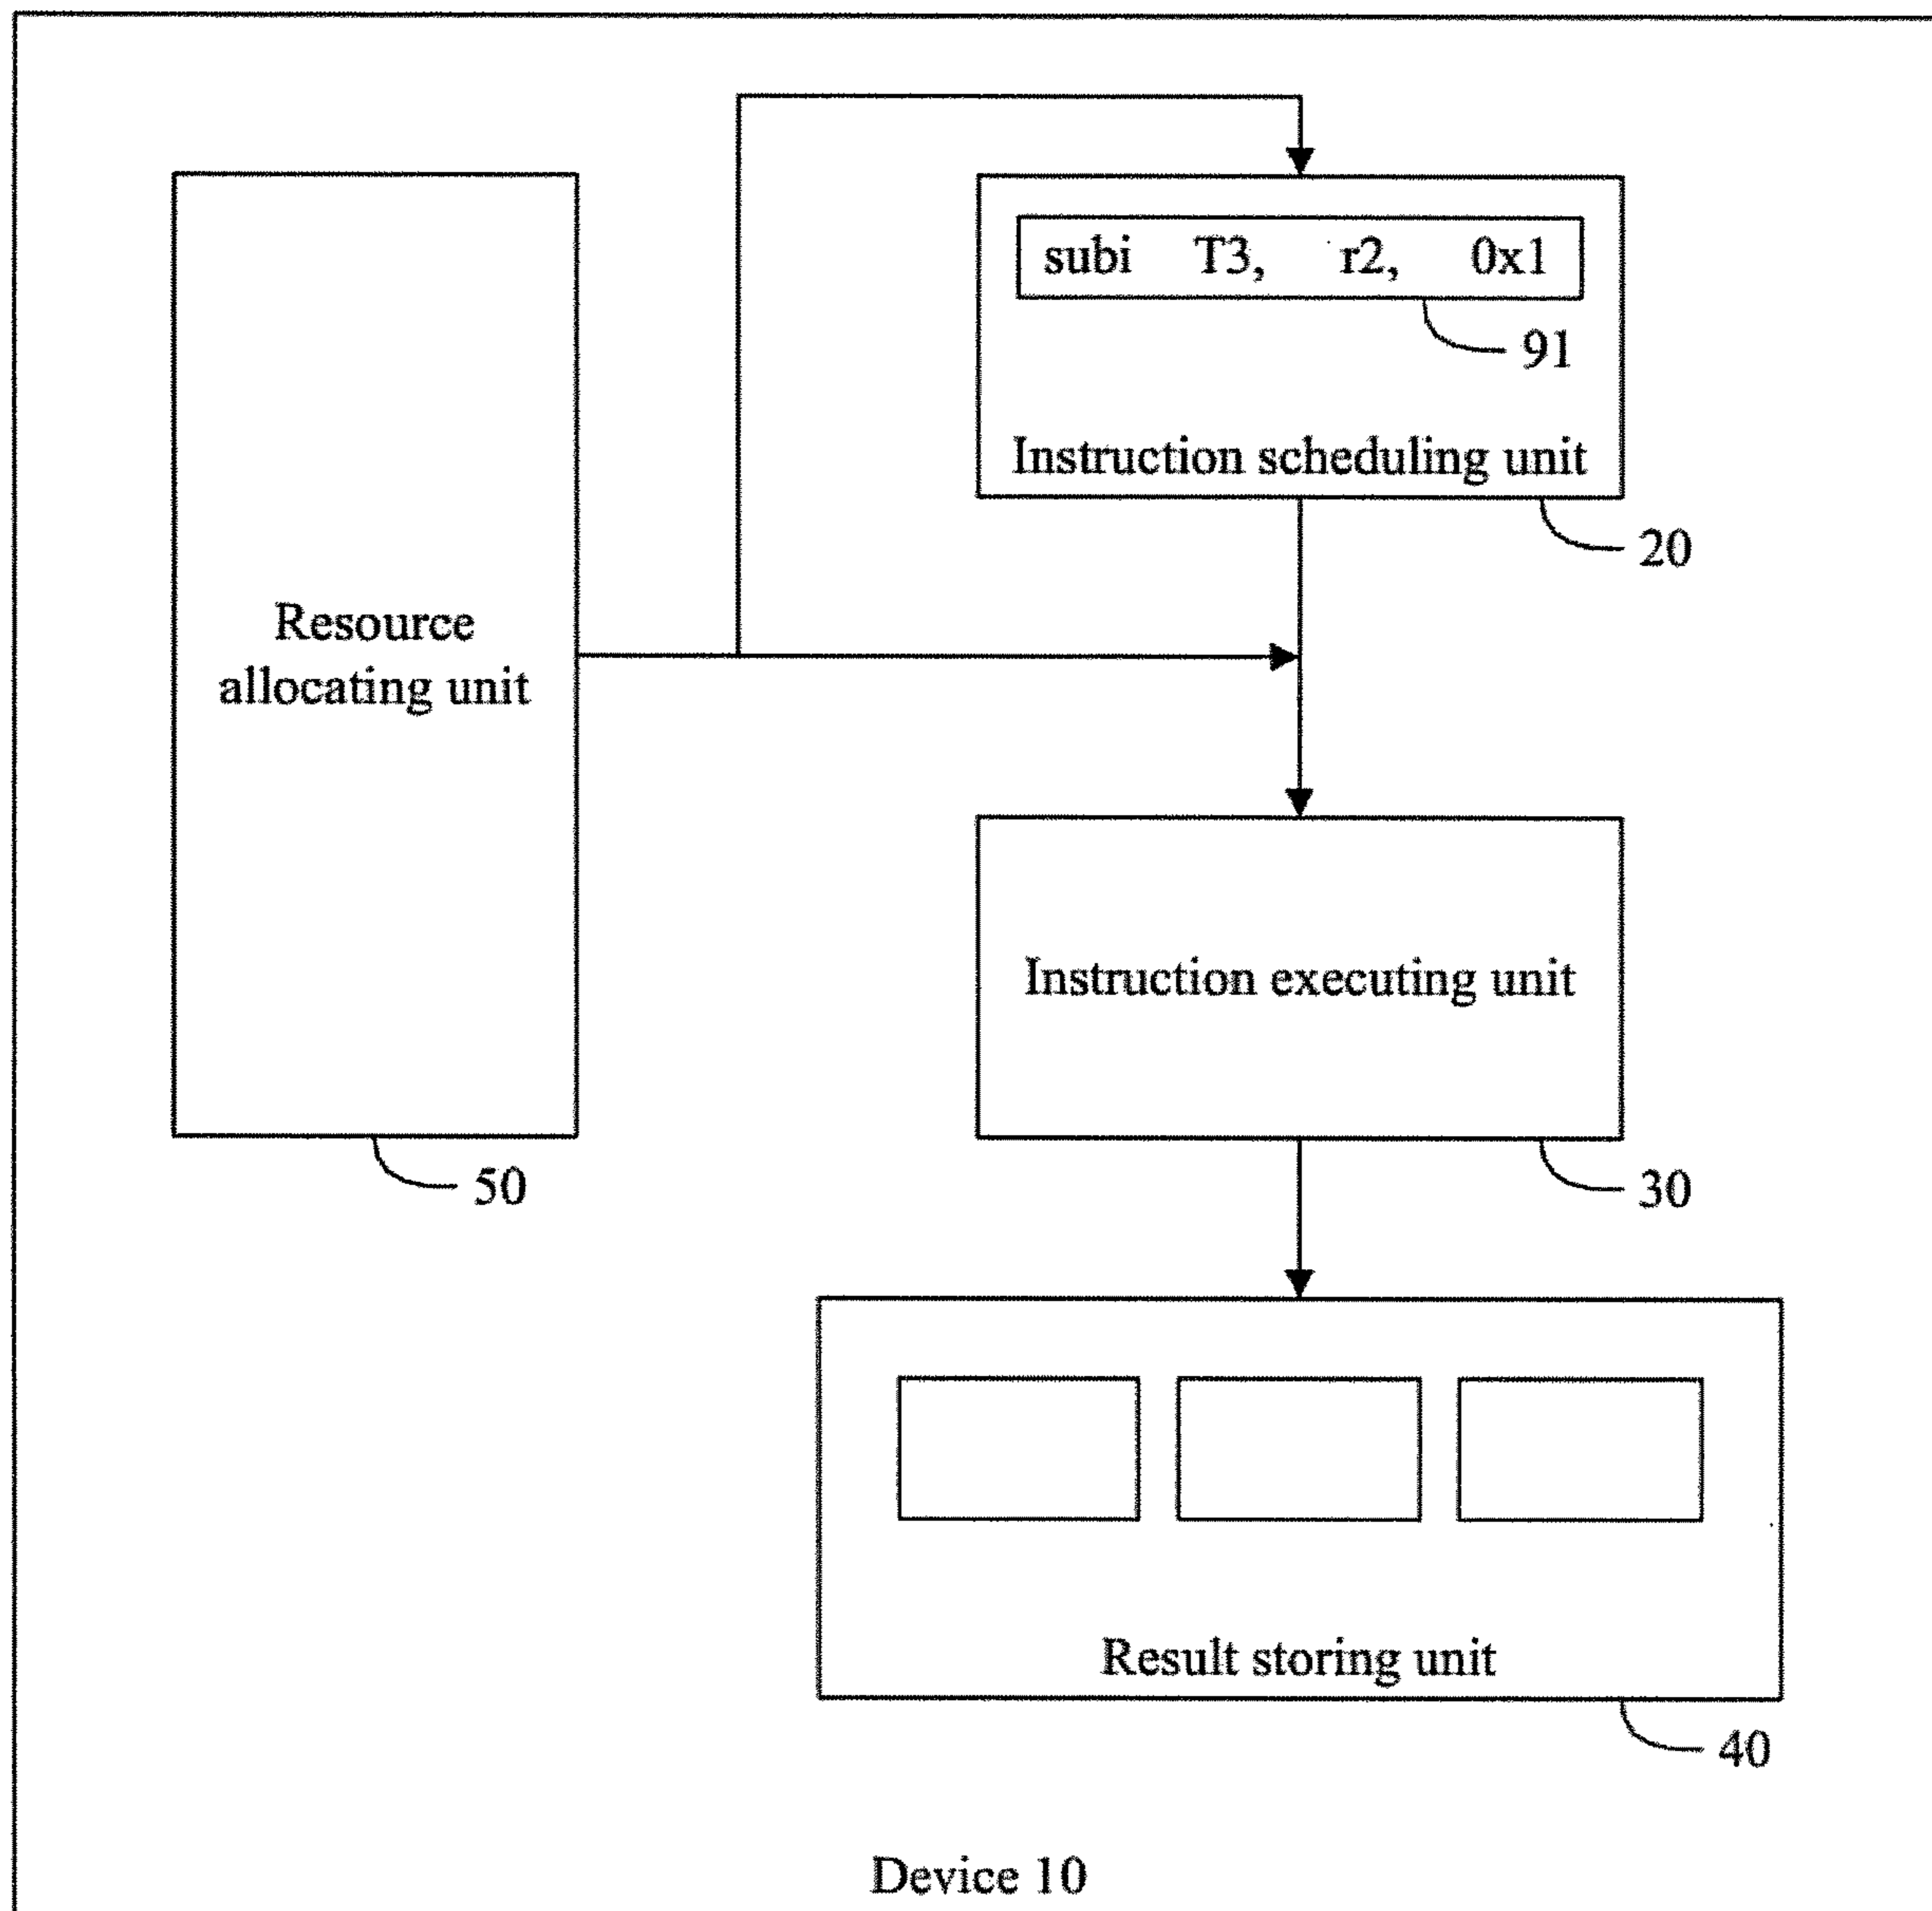 subi T3, r2, 0x1
91
Instruction scheduling unit
20
Resource
allocating unit
Instruction executing unit
50
30
Result storing unit
40
Device 10